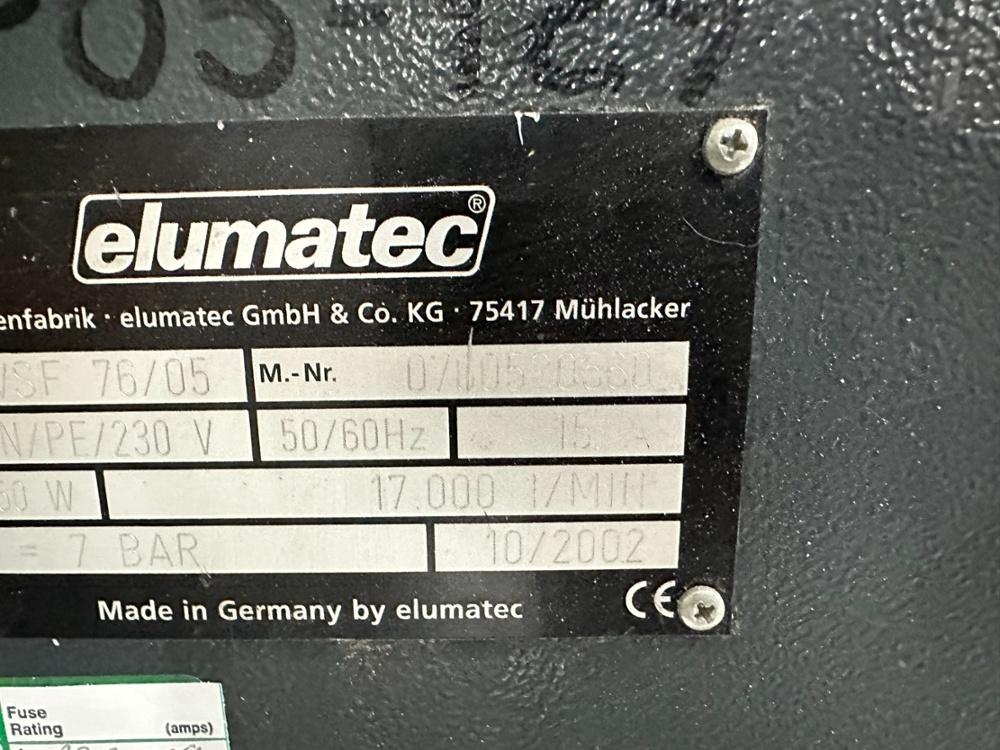 elumatec®
enfabrik · elumatec GmbH & Co. KG · 75417 Mühlacker
SF 76/05 M.-Nr.
N/PE/230 V 50/60Hz 15 A
W 17.000 1/MIN
= 7 BAR 10/2002
Made in Germany by elumatec CE
Fuse
Rating (amps)